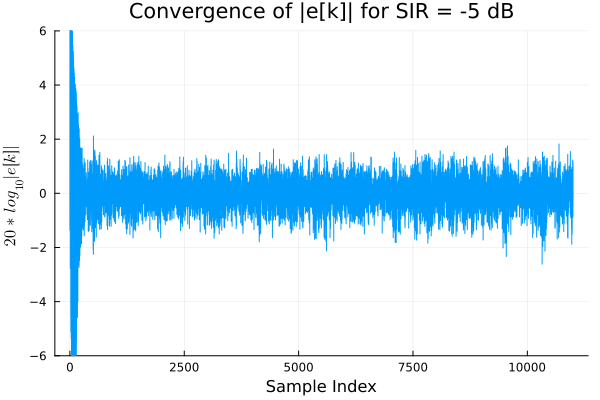 Convergence of |e[k]| for SIR = -5 dB
6
4
2
0
−2
−4
−6
20 * log10|e[k]|
0 2500 5000 7500 10000
Sample Index